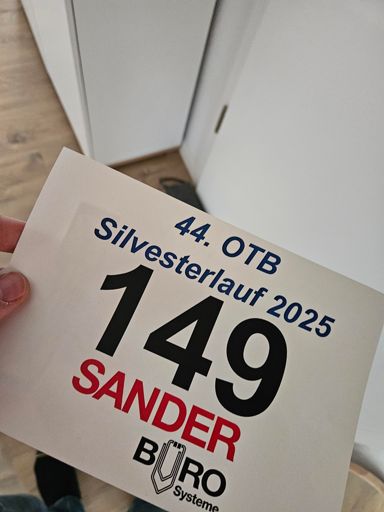 44. OTB
Silvesterlauf 2025
149
SANDER
BÜRO
Systeme